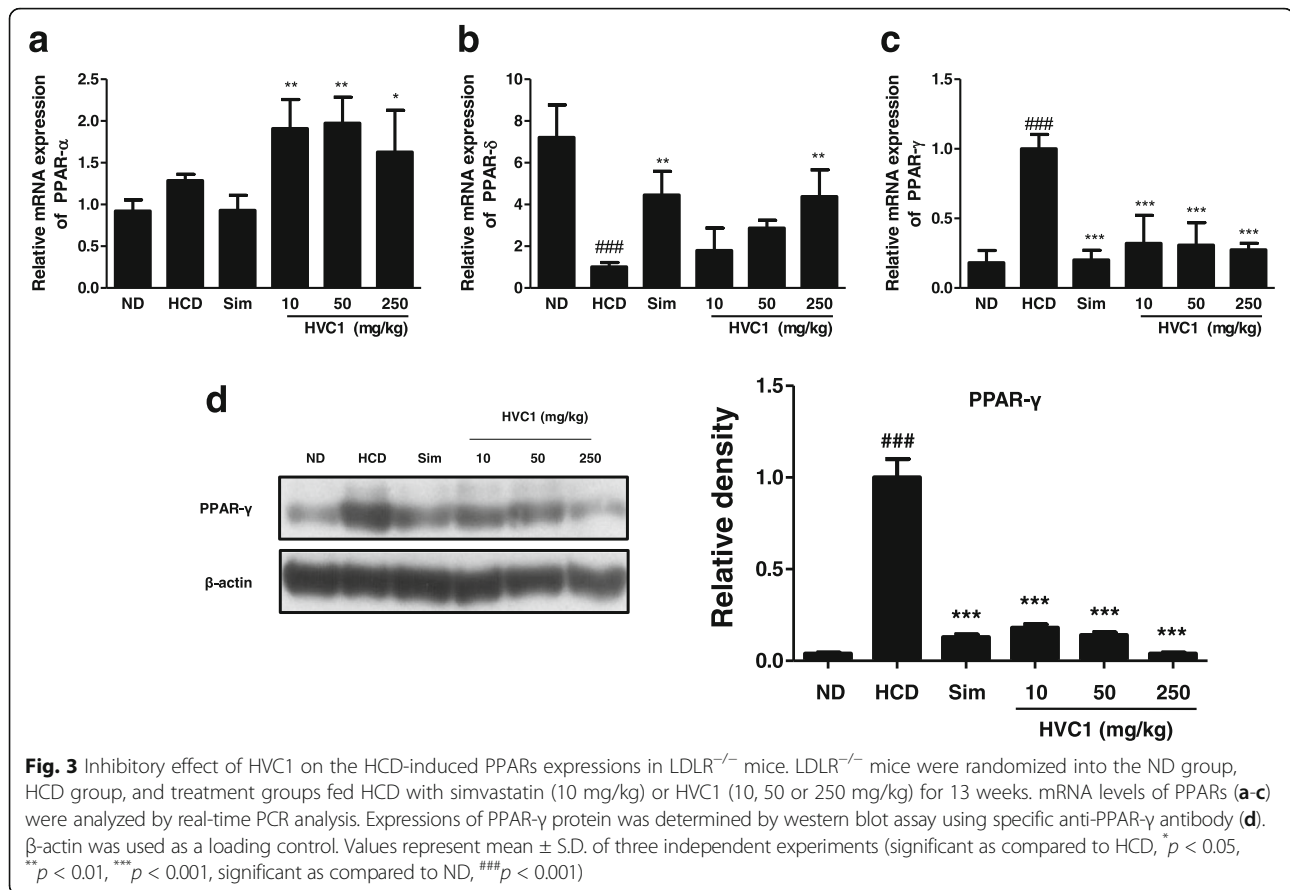 a
Relative mRNA expression
of PPAR-α
2.5
2.0
1.5
1.0
0.5
0.0
** ** *
ND HCD Sim 10 50 250
HVC1 (mg/kg)
b
Relative mRNA expression
of PPAR-δ
10
8
6
4
2
0
### ** **
ND HCD Sim 10 50 250
HVC1 (mg/kg)
c
Relative mRNA expression
of PPAR-γ
1.5
1.0
0.5
0.0
### *** *** *** ***
ND HCD Sim 10 50 250
HVC1 (mg/kg)
d
HVC1 (mg/kg)
ND HCD Sim 10 50 250
PPAR-γ
β-actin
PPAR-γ
Relative density
1.5
1.0
0.5
0.0
### *** *** *** ***
ND HCD Sim 10 50 250
HVC1 (mg/kg)
Fig. 3 Inhibitory effect of HVC1 on the HCD-induced PPARs expressions in LDLR−/− mice. LDLR−/− mice were randomized into the ND group,
HCD group, and treatment groups fed HCD with simvastatin (10 mg/kg) or HVC1 (10, 50 or 250 mg/kg) for 13 weeks. mRNA levels of PPARs (a-c)
were analyzed by real-time PCR analysis. Expressions of PPAR-γ protein was determined by western blot assay using specific anti-PPAR-γ antibody (d).
β-actin was used as a loading control. Values represent mean ± S.D. of three independent experiments (significant as compared to HCD, *p < 0.05,
**p < 0.01, ***p < 0.001, significant as compared to ND, ###p < 0.001)